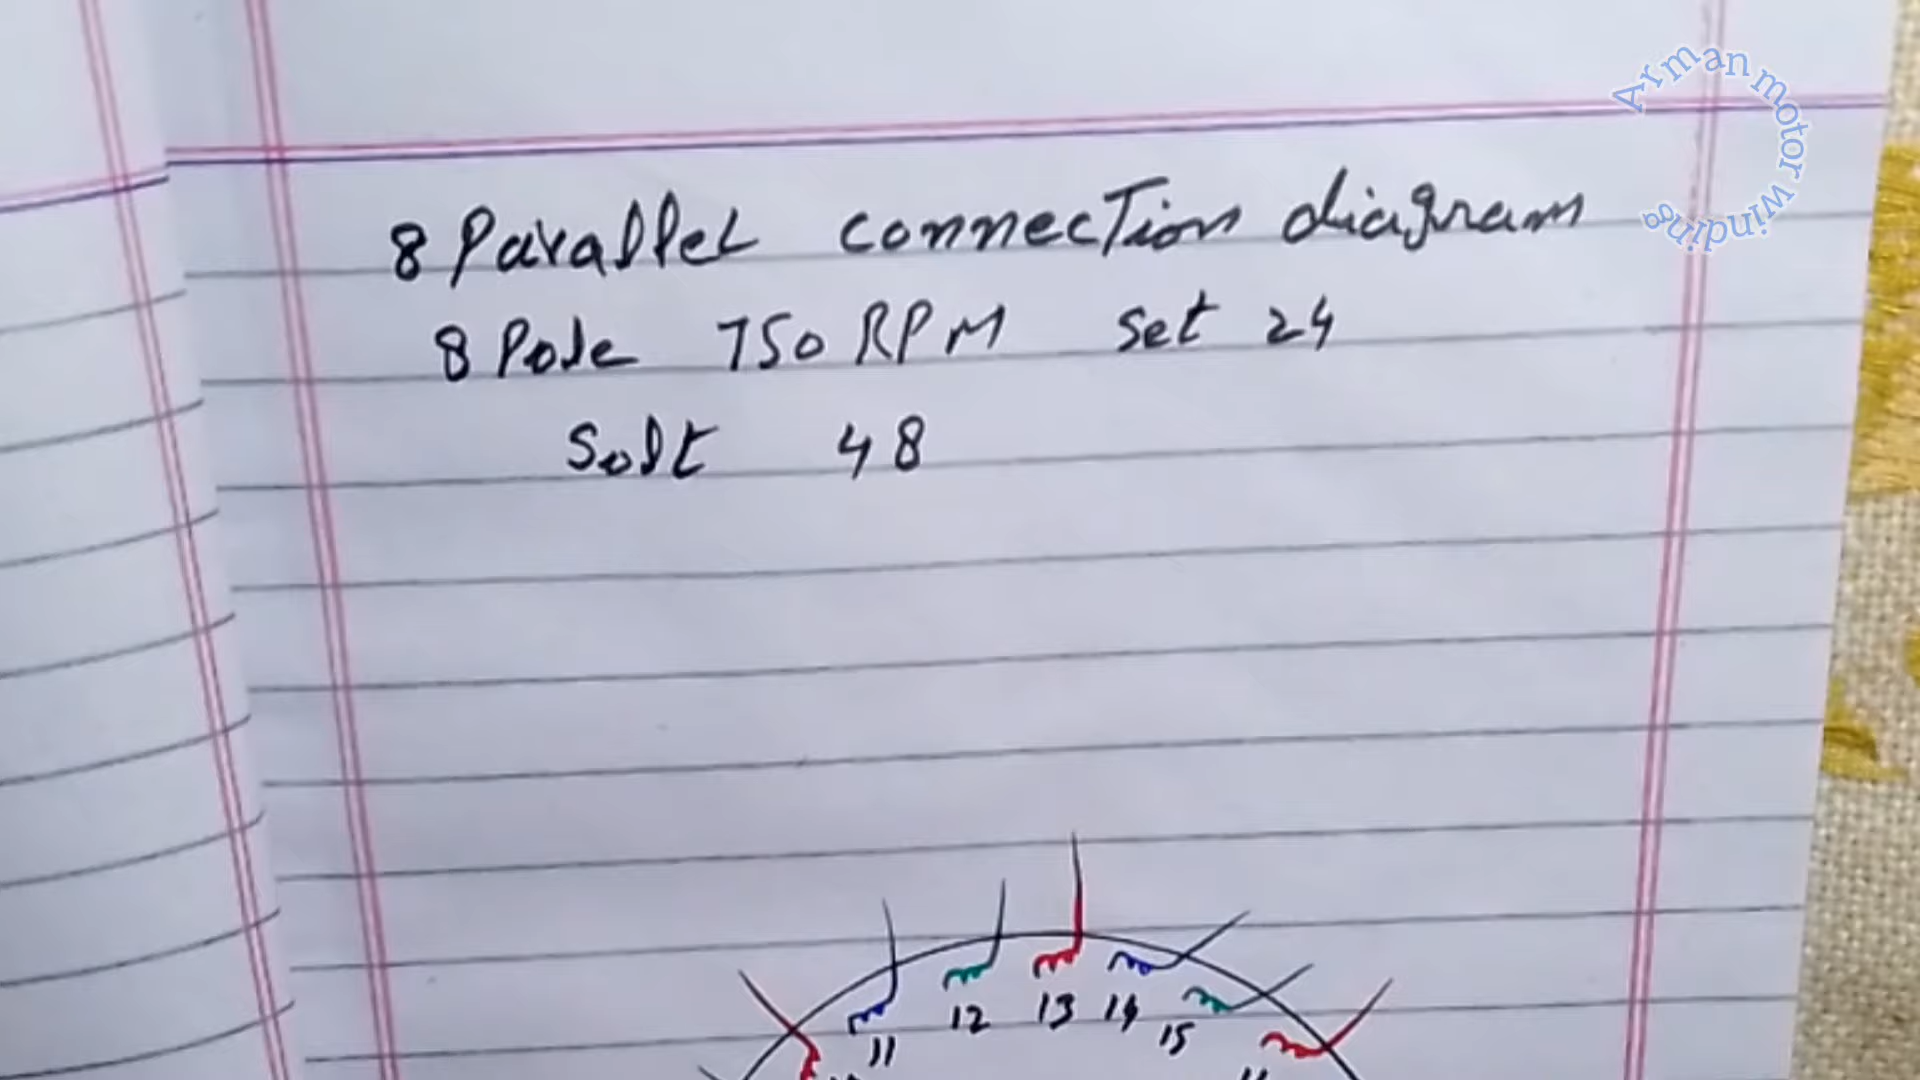 Arman motor winding
8 Parallel connection diagram
8 Pole 750 RPM set 24
Solt 48
11 12 13 14 15